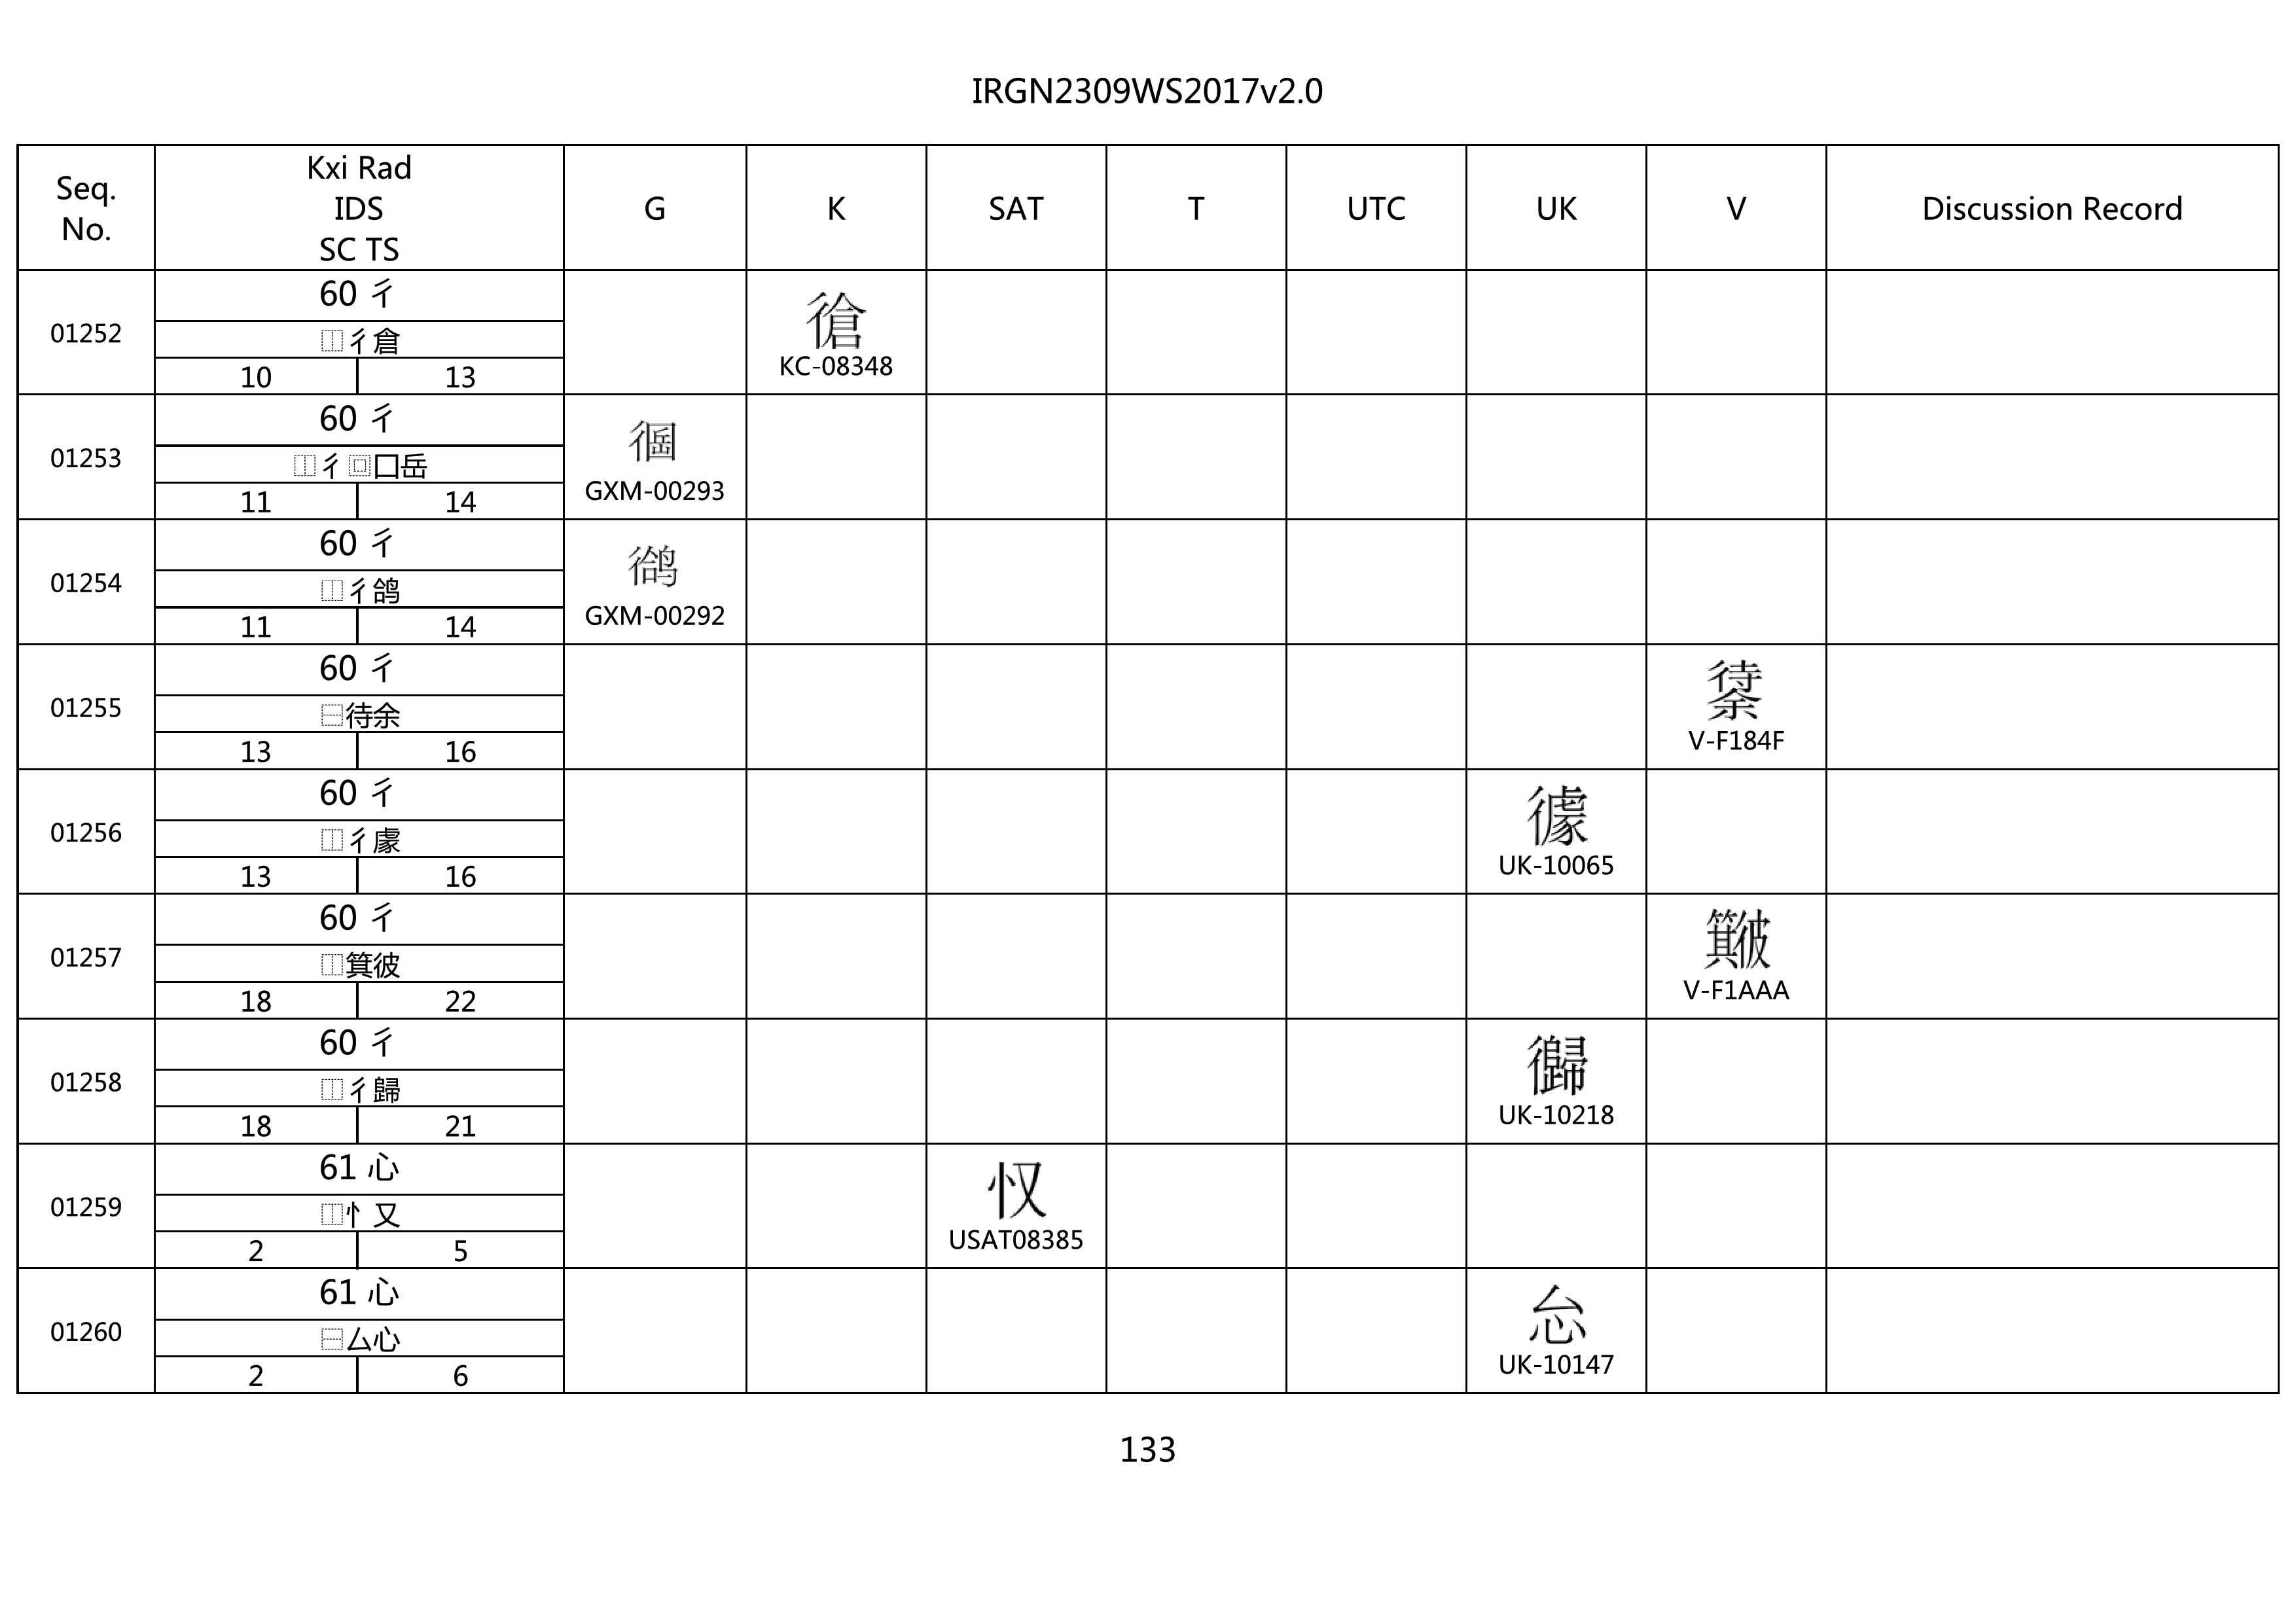 IRGN2309WS2017v2.0
Seq.
No.
Kxi Rad
IDS
SC TS
G
K
SAT
T
UTC
UK
V
Discussion Record
01252
60 彳
⿰彳倉
10 13
KC-08348
01253
60 彳
⿰彳⿴囗岳
11 14
GXM-00293
01254
60 彳
⿰彳鸽
11 14
GXM-00292
01255
60 彳
⿱待余
13 16
V-F184F
01256
60 彳
⿰彳豦
13 16
UK-10065
01257
60 彳
⿰箕彼
18 22
V-F1AAA
01258
60 彳
⿰彳歸
18 21
UK-10218
01259
61 心
⿰忄又
2 5
USAT08385
01260
61 心
⿱厶心
2 6
UK-10147
133